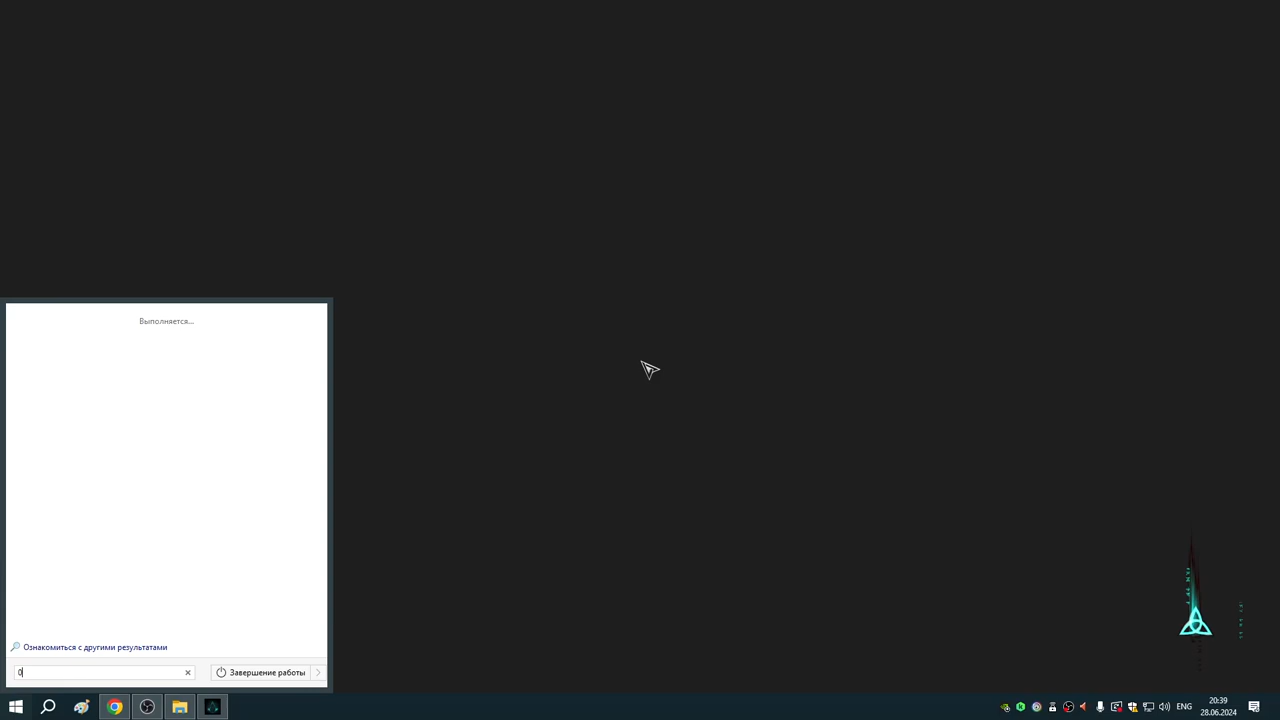 Выполняется...
Ознакомиться с другими результатами
0
Завершение работы
ENG
20:39
28.06.2024